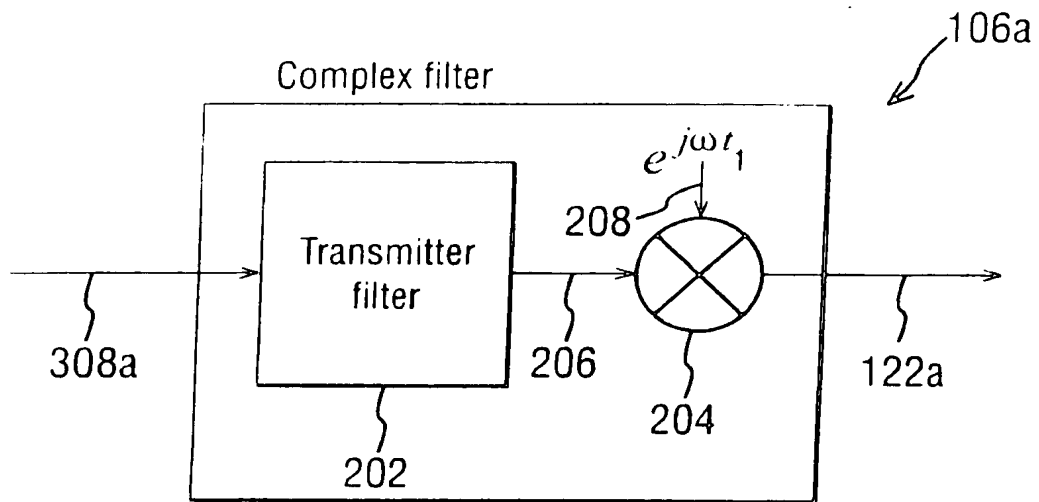 106a
Complex filter
e^{jωt_1}
208
Transmitter
filter
308a
206
204
122a
202